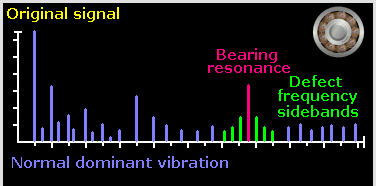 Original signal
Bearing
resonance
Defect
frequency
sidebands
Normal dominant vibration